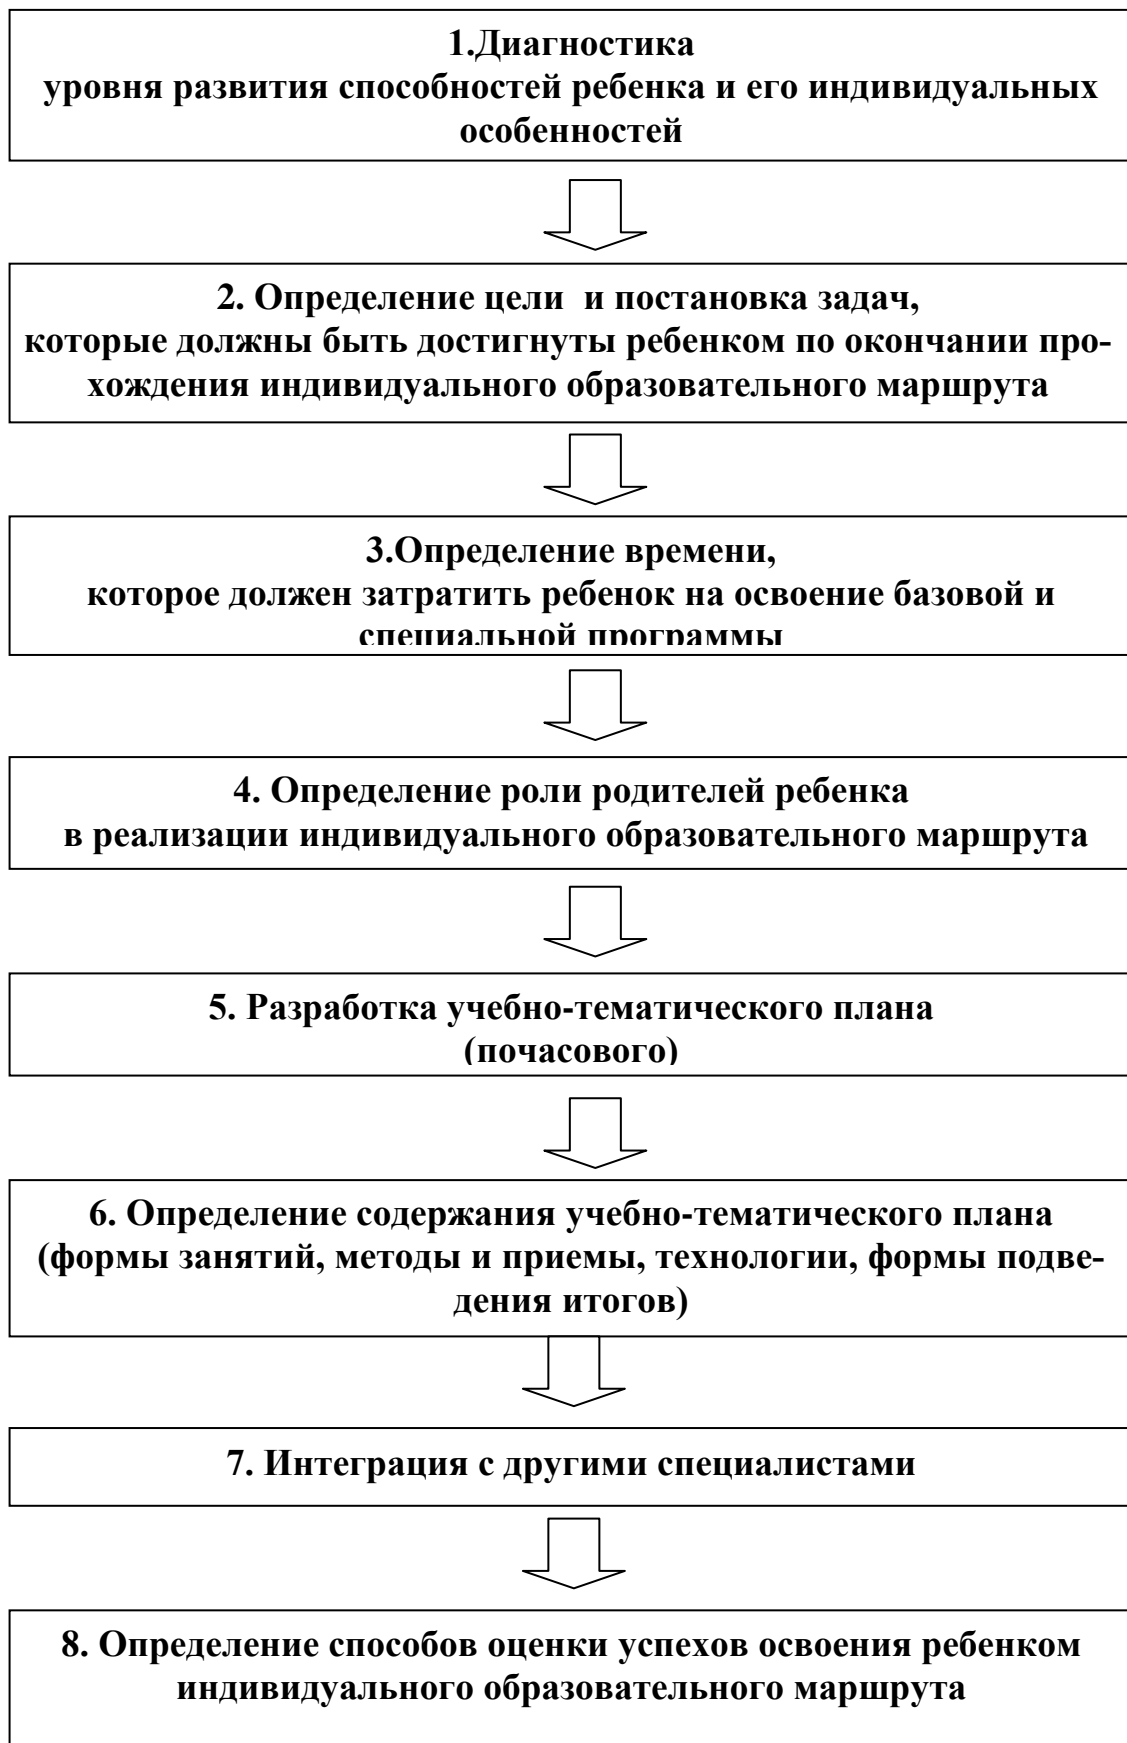 1.Диагностика
уровня развития способностей ребенка и его индивидуальных
особенностей
2. Определение цели и постановка задач,
которые должны быть достигнуты ребенком по окончании про-
хождения индивидуального образовательного маршрута
3.Определение времени,
которое должен затратить ребенок на освоение базовой и
специальной программы
4. Определение роли родителей ребенка
в реализации индивидуального образовательного маршрута
5. Разработка учебно-тематического плана
(почасового)
6. Определение содержания учебно-тематического плана
(формы занятий, методы и приемы, технологии, формы подве-
дения итогов)
7. Интеграция с другими специалистами
8. Определение способов оценки успехов освоения ребенком
индивидуального образовательного маршрута